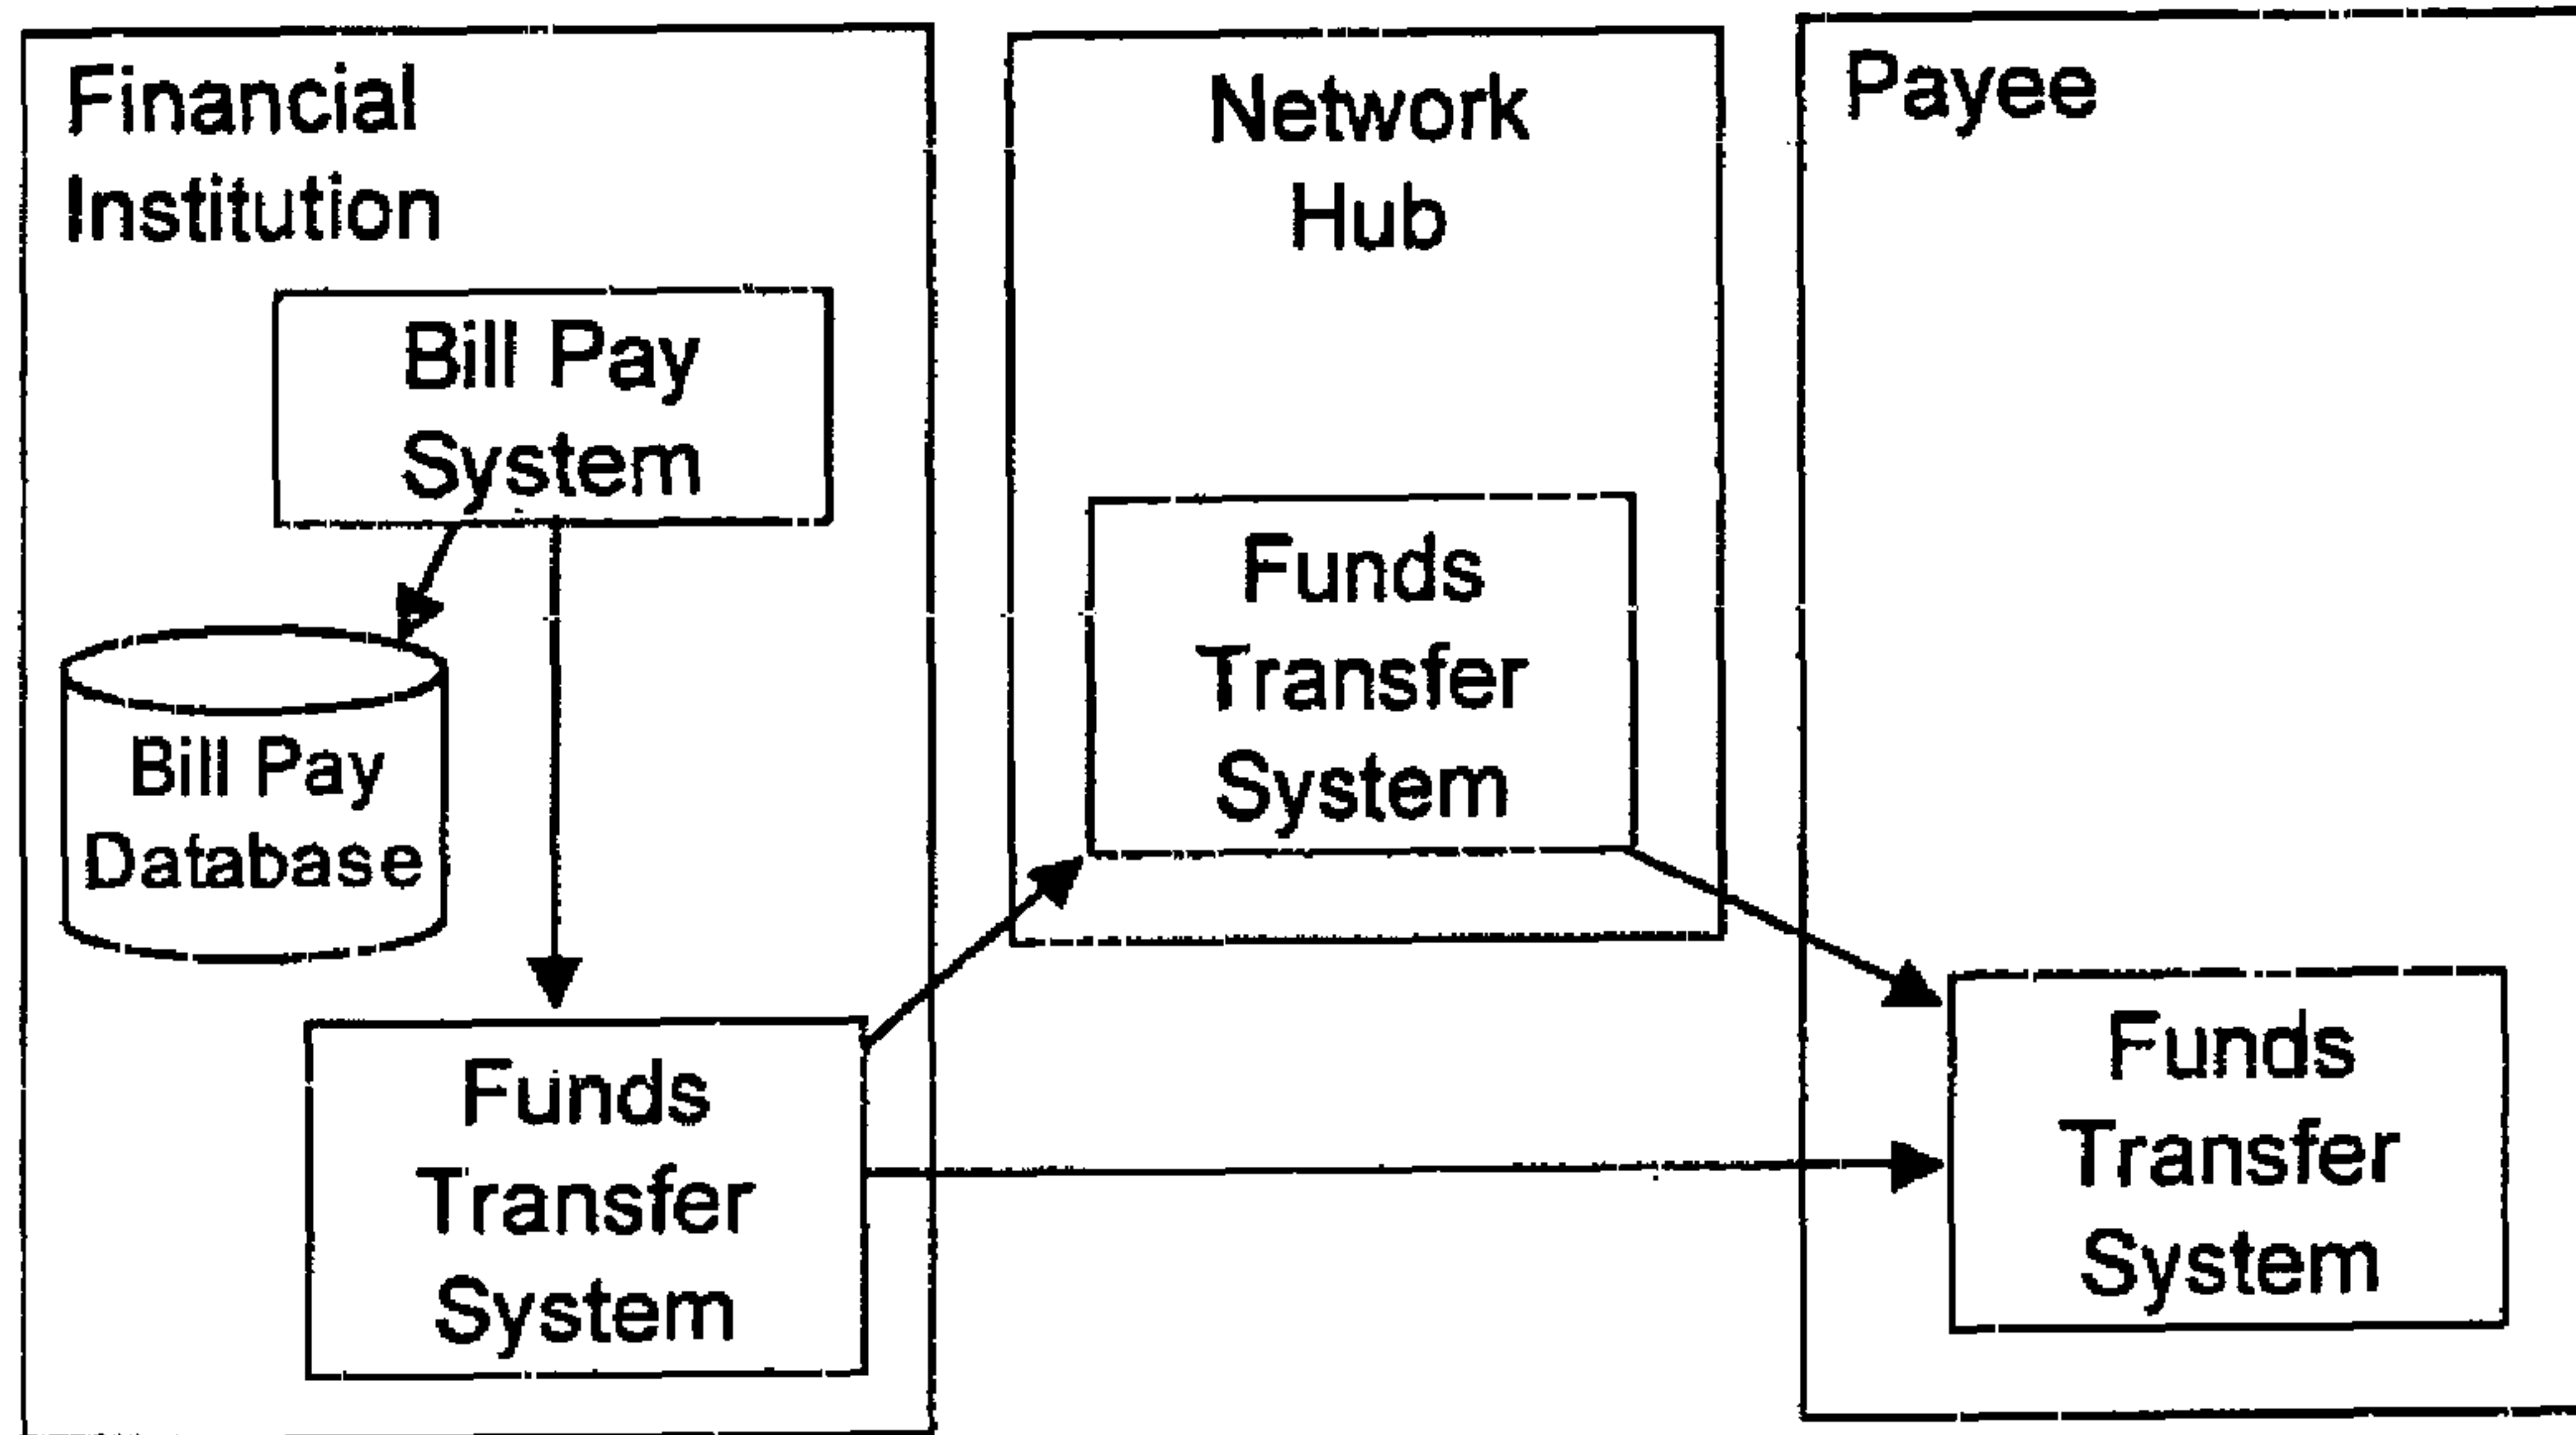 Financial
Institution
Bill Pay
System
Bill Pay
Database
Funds
Transfer
System
Network
Hub
Funds
Transfer
System
Payee
Funds
Transfer
System